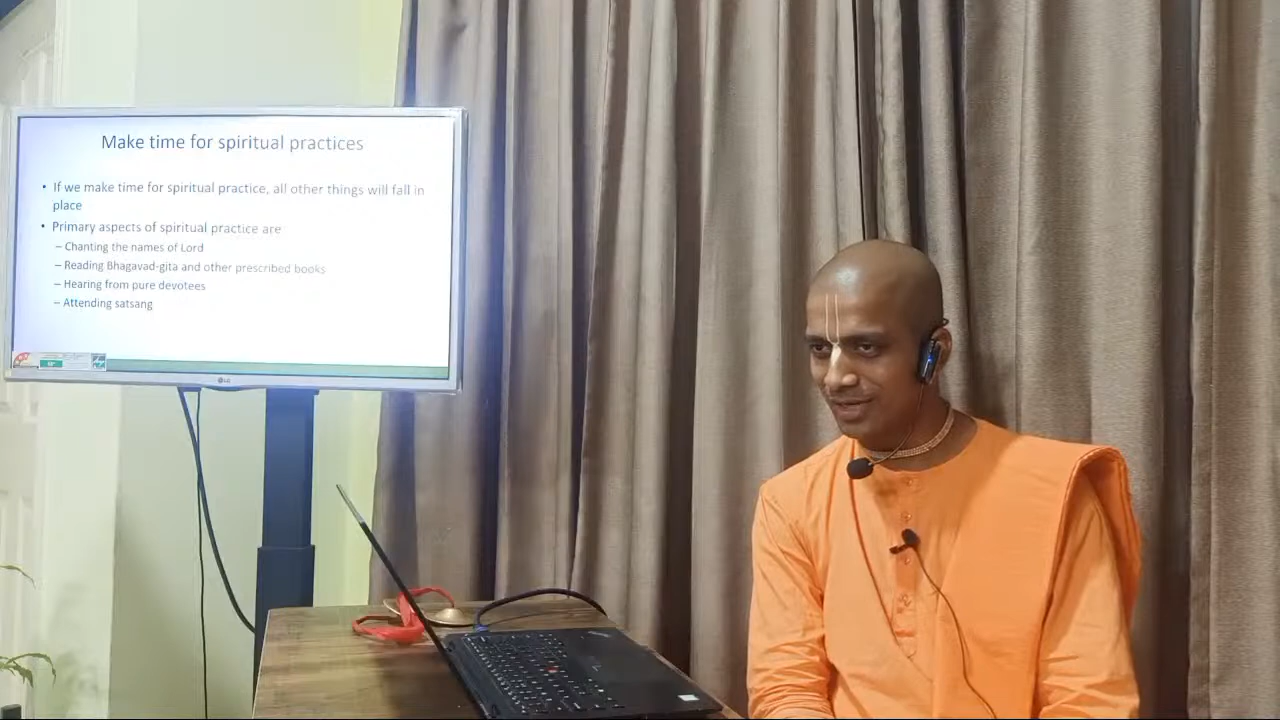 Make time for spiritual practices
• If we make time for spiritual practice, all other things will fall in
place
• Primary aspects of spiritual practice are
– Chanting the names of Lord
– Reading Bhagavad-gita and other prescribed books
– Hearing from pure devotees
– Attending satsang
LG